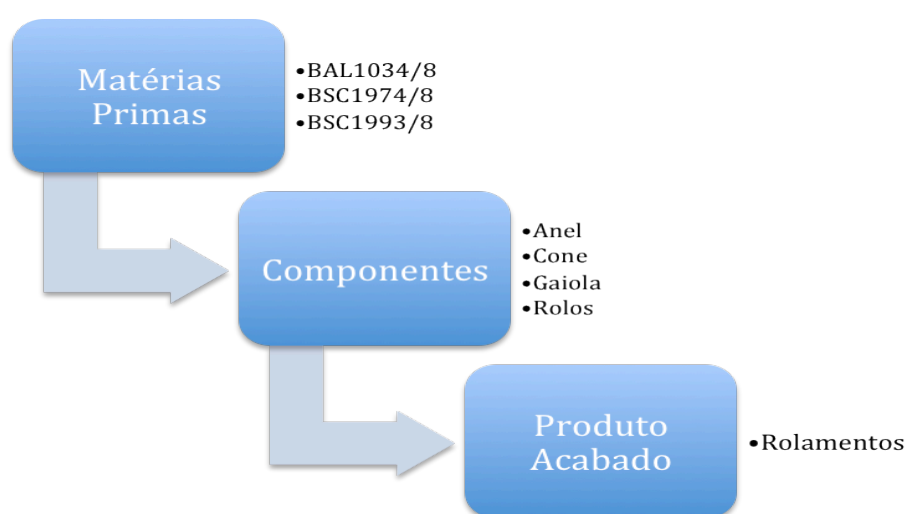 Matérias
Primas
•BAL1034/8
•BSC1974/8
•BSC1993/8
Componentes
•Anel
•Cone
•Gaiola
•Rolos
Produto
Acabado
•Rolamentos